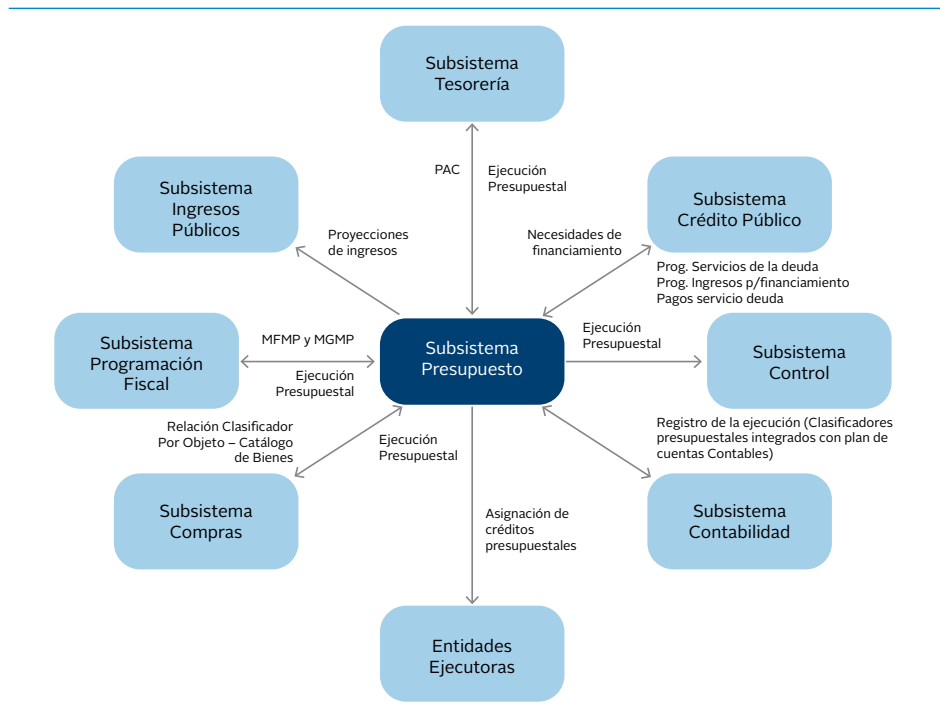 Subsistema
Tesorería
PAC
Ejecución
Presupuestal
Subsistema
Ingresos
Públicos
Subsistema
Crédito Público
Proyecciones
de ingresos
Necesidades de
financiamiento
Prog. Servicios de la deuda
Prog. Ingresos p/financiamiento
Pagos servicio deuda
Subsistema
Programación
Fiscal
MFMP y MGMP
Ejecución
Presupuestal
Subsistema
Presupuesto
Ejecución
Presupuestal
Subsistema
Control
Relación Clasificador
Por Objeto – Catálogo
de Bienes
Ejecución
Presupuestal
Registro de la ejecución (Clasificadores
presupuestales integrados con plan de
cuentas Contables)
Subsistema
Compras
Asignación de
créditos
presupuestales
Subsistema
Contabilidad
Entidades
Ejecutoras